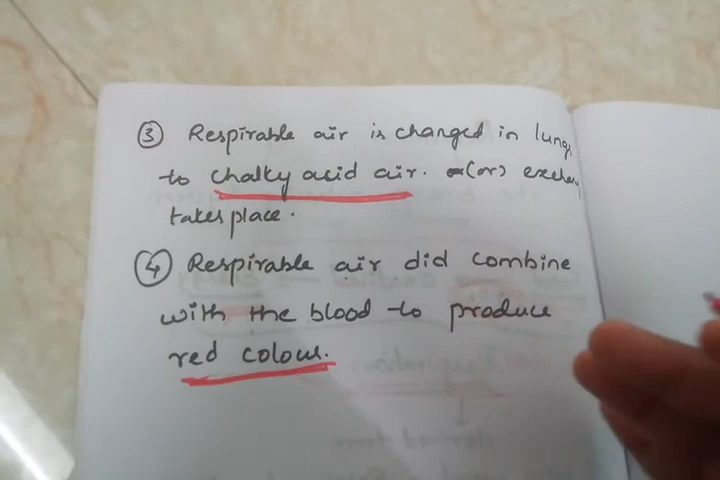 ③ Respirable air is changed in lungs
to chalky acid air. (or)
takes place.
④ Respirable air did combine
with the blood to produce
red colour.